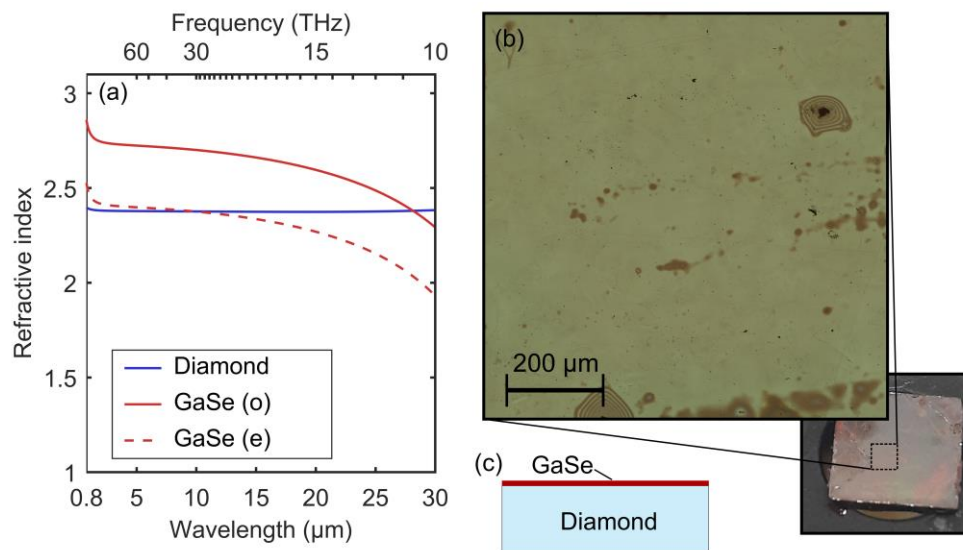 Frequency (THz)
60 30 15 10
(a)
3
2.5
2
1.5
1
Refractive index
Diamond
GaSe (o)
GaSe (e)
0.8 5 10 15 20 25 30
Wavelength (µm)
(b)
200 µm
(c)
GaSe
Diamond